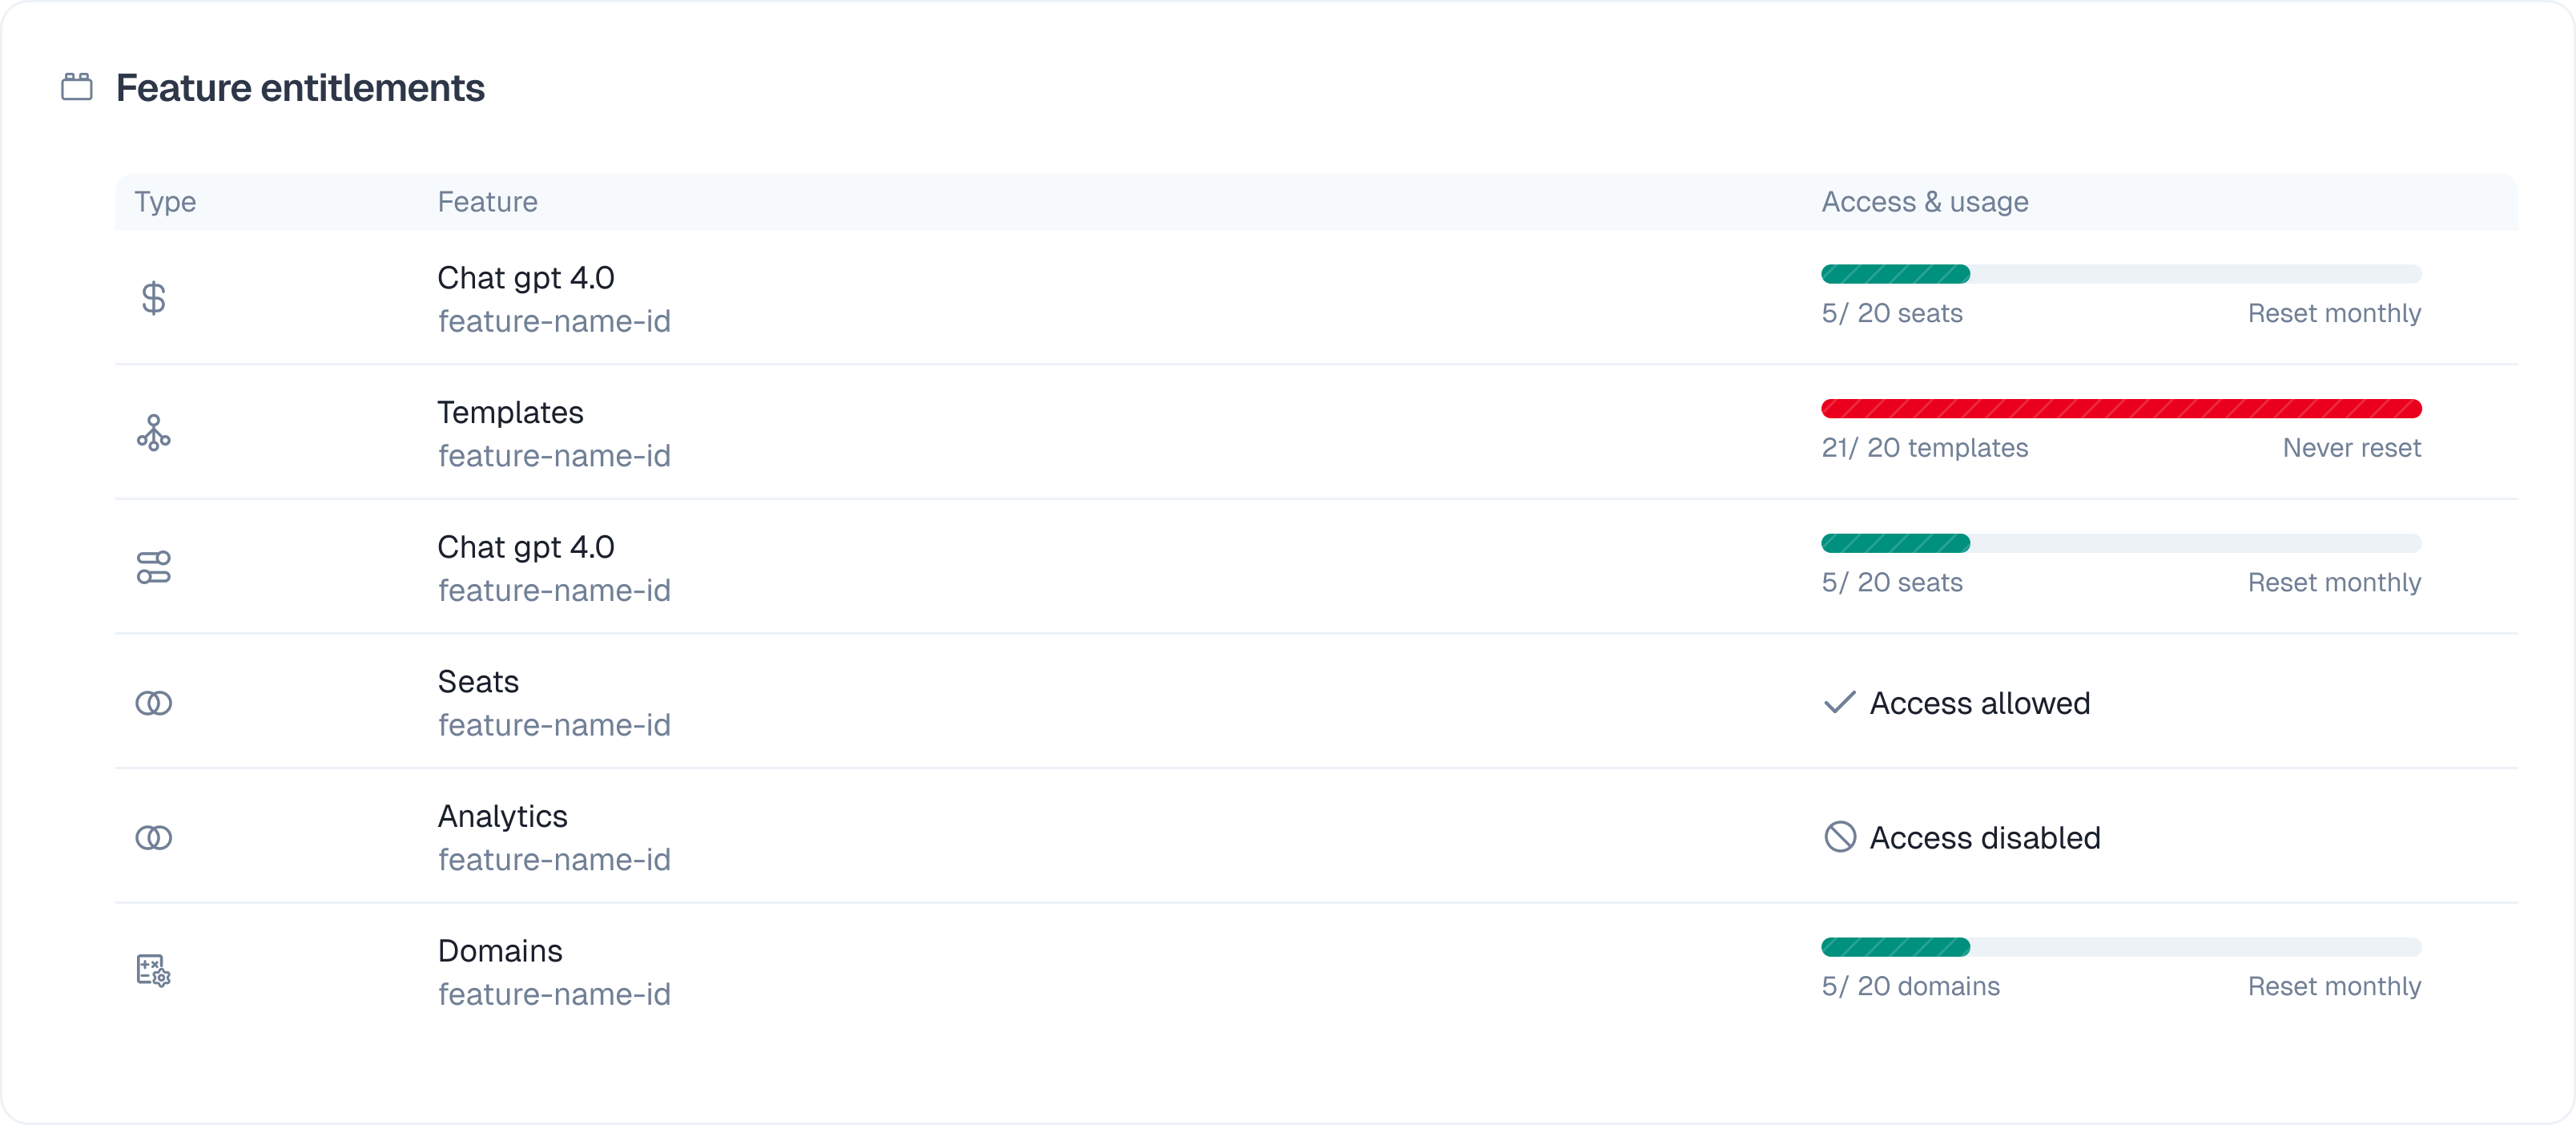 Feature entitlements
Type Feature Access & usage
Chat gpt 4.0
feature-name-id
5/ 20 seats Reset monthly
Templates
feature-name-id
21/ 20 templates Never reset
Chat gpt 4.0
feature-name-id
5/ 20 seats Reset monthly
Seats
feature-name-id
Access allowed
Analytics
feature-name-id
Access disabled
Domains
feature-name-id
5/ 20 domains Reset monthly